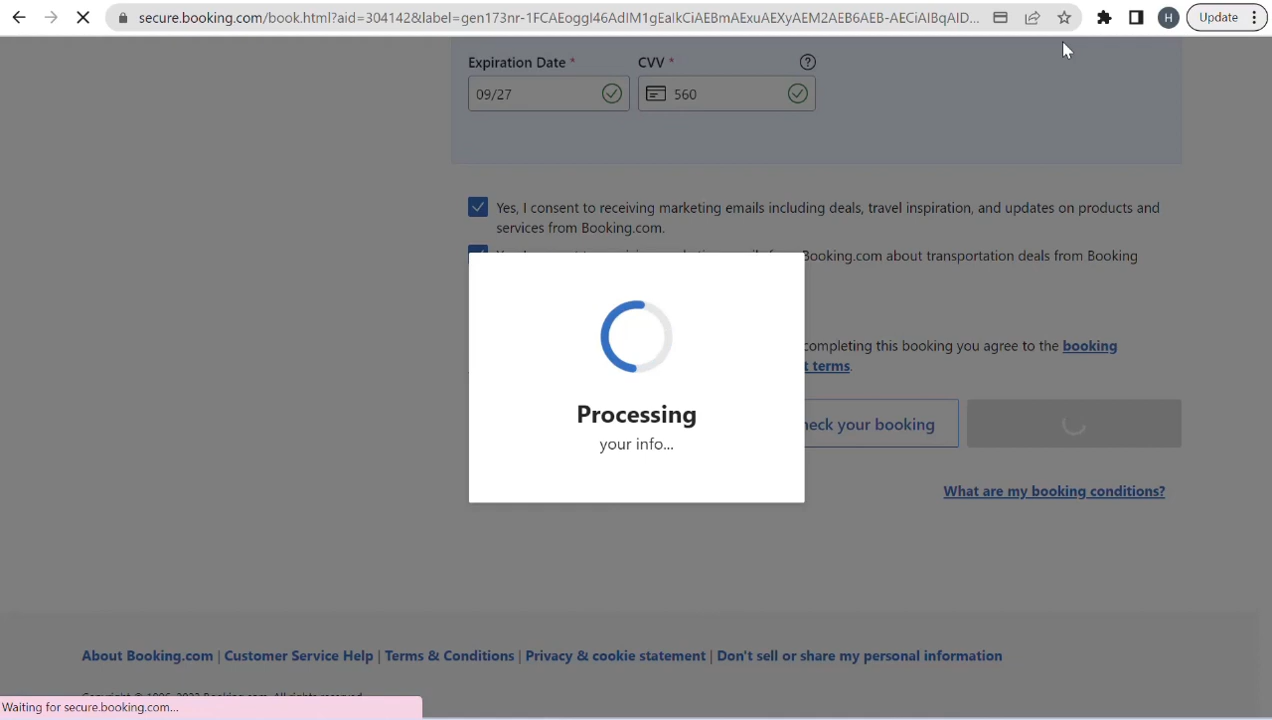 secure.booking.com/book.html?aid=304142&label=gen173nr-1FCAEoggI46AdIM1gEaIkCiAEBmAExuAEXyAEM2AEB6AEB-AECiAIBqAID...
H
Update
Expiration Date *
CVV *
?
09/27
560
Yes, I consent to receiving marketing emails including deals, travel inspiration, and updates on products and
services from Booking.com.
Booking.com about transportation deals from Booking
completing this booking you agree to the booking
t terms.
Processing
your info...
heck your booking
What are my booking conditions?
About Booking.com | Customer Service Help | Terms & Conditions | Privacy & cookie statement | Don't sell or share my personal information
Waiting for secure.booking.com...